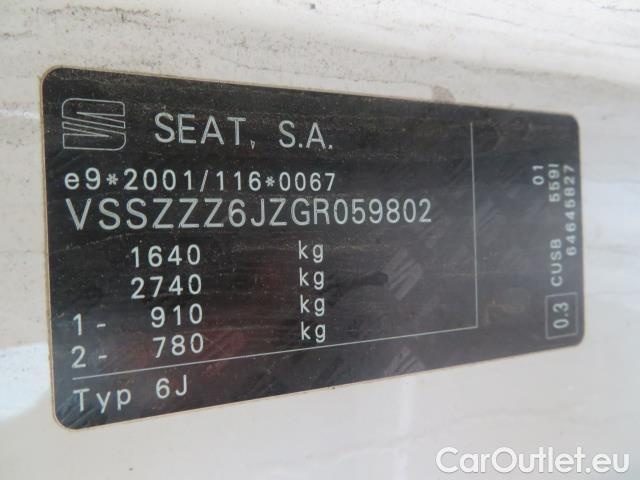 SEAT, S.A.
e9*2001/116*0067
VSSZZZ6JZGR059802
1640 kg
2740 kg
1- 910 kg
2- 780 kg
Typ 6J
01
CUSB 559I
64645827
0.3
CarOutlet.eu